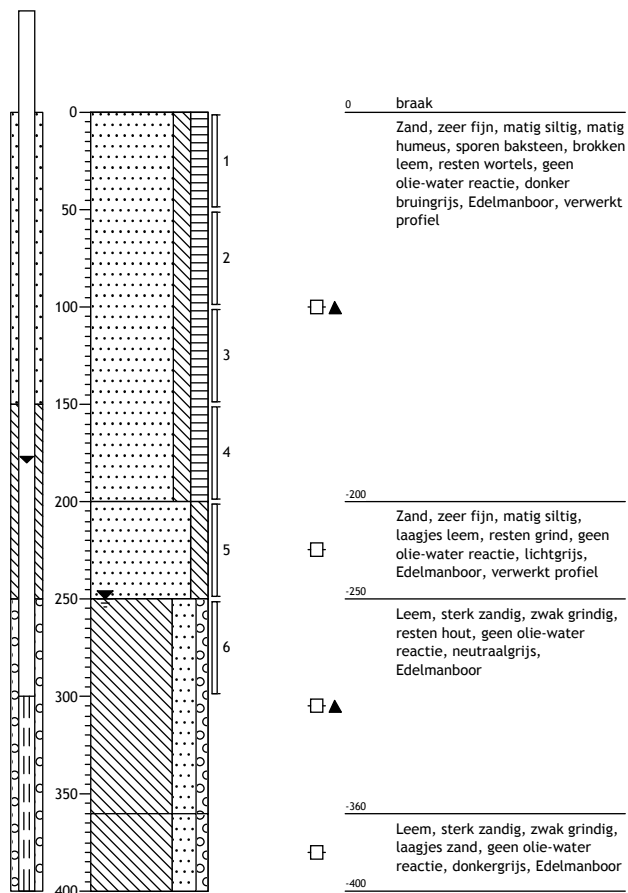 0 braak
0
Zand, zeer fijn, matig siltig, matig
humeus, sporen baksteen, brokken
leem, resten wortels, geen
olie-water reactie, donker
bruingrijs, Edelmanboor, verwerkt
profiel
1
50
2
100
3
150
4
200
-200
Zand, zeer fijn, matig siltig,
laagjes leem, resten grind, geen
olie-water reactie, lichtgrijs,
Edelmanboor, verwerkt profiel
5
250
-250
Leem, sterk zandig, zwak grindig,
resten hout, geen olie-water
reactie, neutraalgrijs,
Edelmanboor
6
300
350
-360
Leem, sterk zandig, zwak grindig,
laagjes zand, geen olie-water
reactie, donkergrijs, Edelmanboor
400
-400